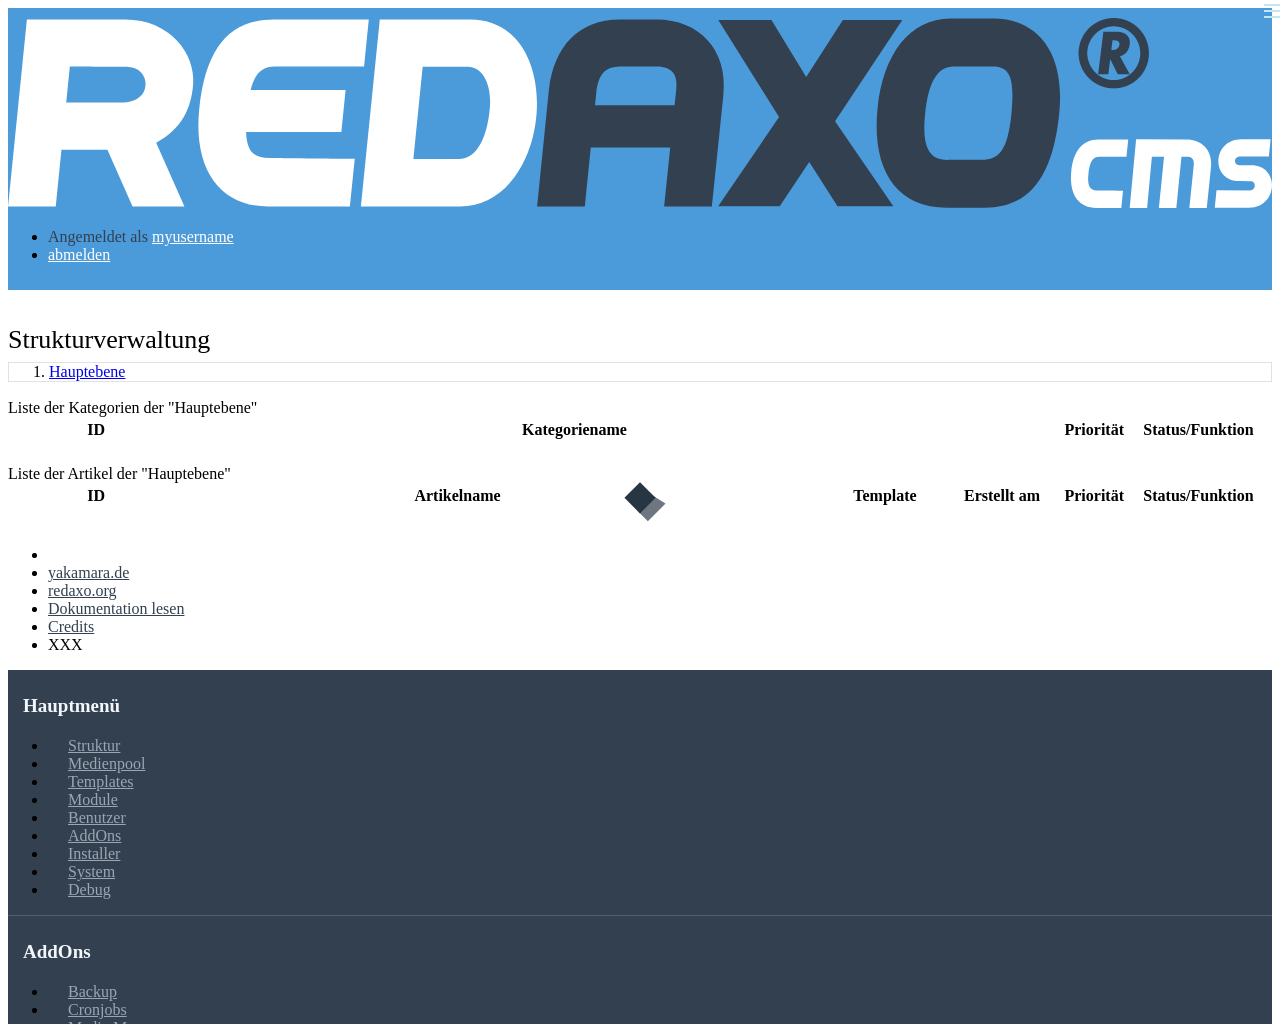 REDAXO®
cms
Angemeldet als myusername
abmelden
Strukturverwaltung
1. Hauptebene
Liste der Kategorien der "Hauptebene"
ID Kategoriename Priorität Status/Funktion
Liste der Artikel der "Hauptebene"
ID Artikelname Template Erstellt am Priorität Status/Funktion
yakamara.de
redaxo.org
Dokumentation lesen
Credits
XXX
Hauptmenü
Struktur
Medienpool
Templates
Module
Benutzer
AddOns
Installer
System
Debug
AddOns
Backup
Cronjobs